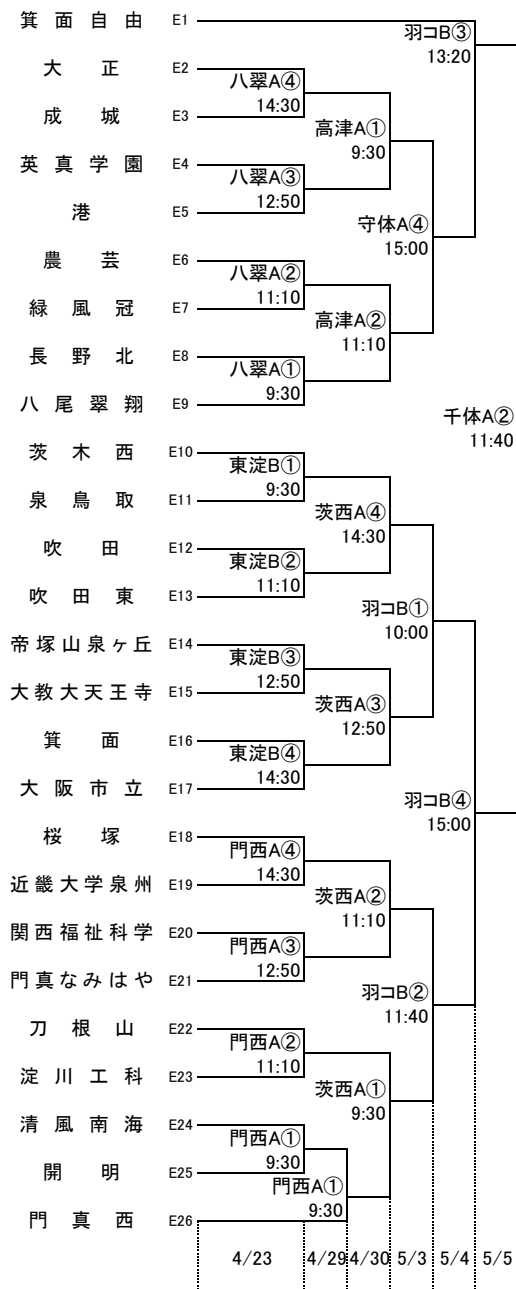 箕面自由 E1
羽コB③
13:20
大正 E2
八翠A④
14:30
成城 E3
高津A①
9:30
英真学園 E4
八翠A③
12:50
港 E5
守体A④
15:00
農芸 E6
八翠A②
11:10
緑風冠 E7
高津A②
11:10
長野北 E8
八翠A①
9:30
八尾翠翔 E9
千体A②
11:40
茨木西 E10
東淀B①
9:30
泉鳥取 E11
茨西A④
14:30
吹田 E12
東淀B②
11:10
吹田東 E13
羽コB①
10:00
帝塚山泉ヶ丘 E14
東淀B③
12:50
大教大天王寺 E15
茨西A③
12:50
箕面 E16
東淀B④
14:30
大阪市立 E17
羽コB④
15:00
桜塚 E18
門西A④
14:30
近畿大学泉州 E19
茨西A②
11:10
関西福祉科学 E20
門西A③
12:50
門真なみはや E21
羽コB②
11:40
刀根山 E22
門西A②
11:10
淀川工科 E23
茨西A①
9:30
清風南海 E24
門西A①
9:30
開明 E25
門西A①
9:30
門真西 E26
4/23 4/29 4/30 5/3 5/4 5/5